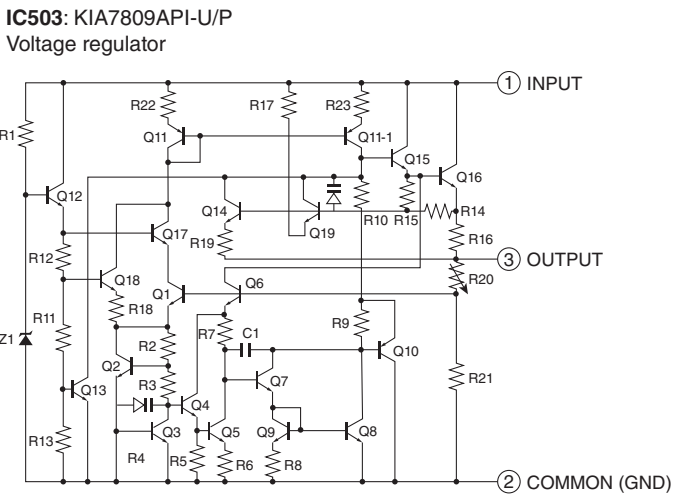 IC503: KIA7809API-U/P
Voltage regulator
1 INPUT
R22 R17 R23
R1 Q11 Q11-1 Q15 Q16
Q12
Q14 R10 R15 R14
Q17 R19 Q19 R16
R12 3 OUTPUT
Q18 Q6 R20
Q1
R18
R11 R7 C1 R9
Z1 R2 Q10
Q2 Q7 R21
R3
Q13 Q4
Q3 Q5 Q9 Q8
R13 R4 R5 R6 R8
2 COMMON (GND)